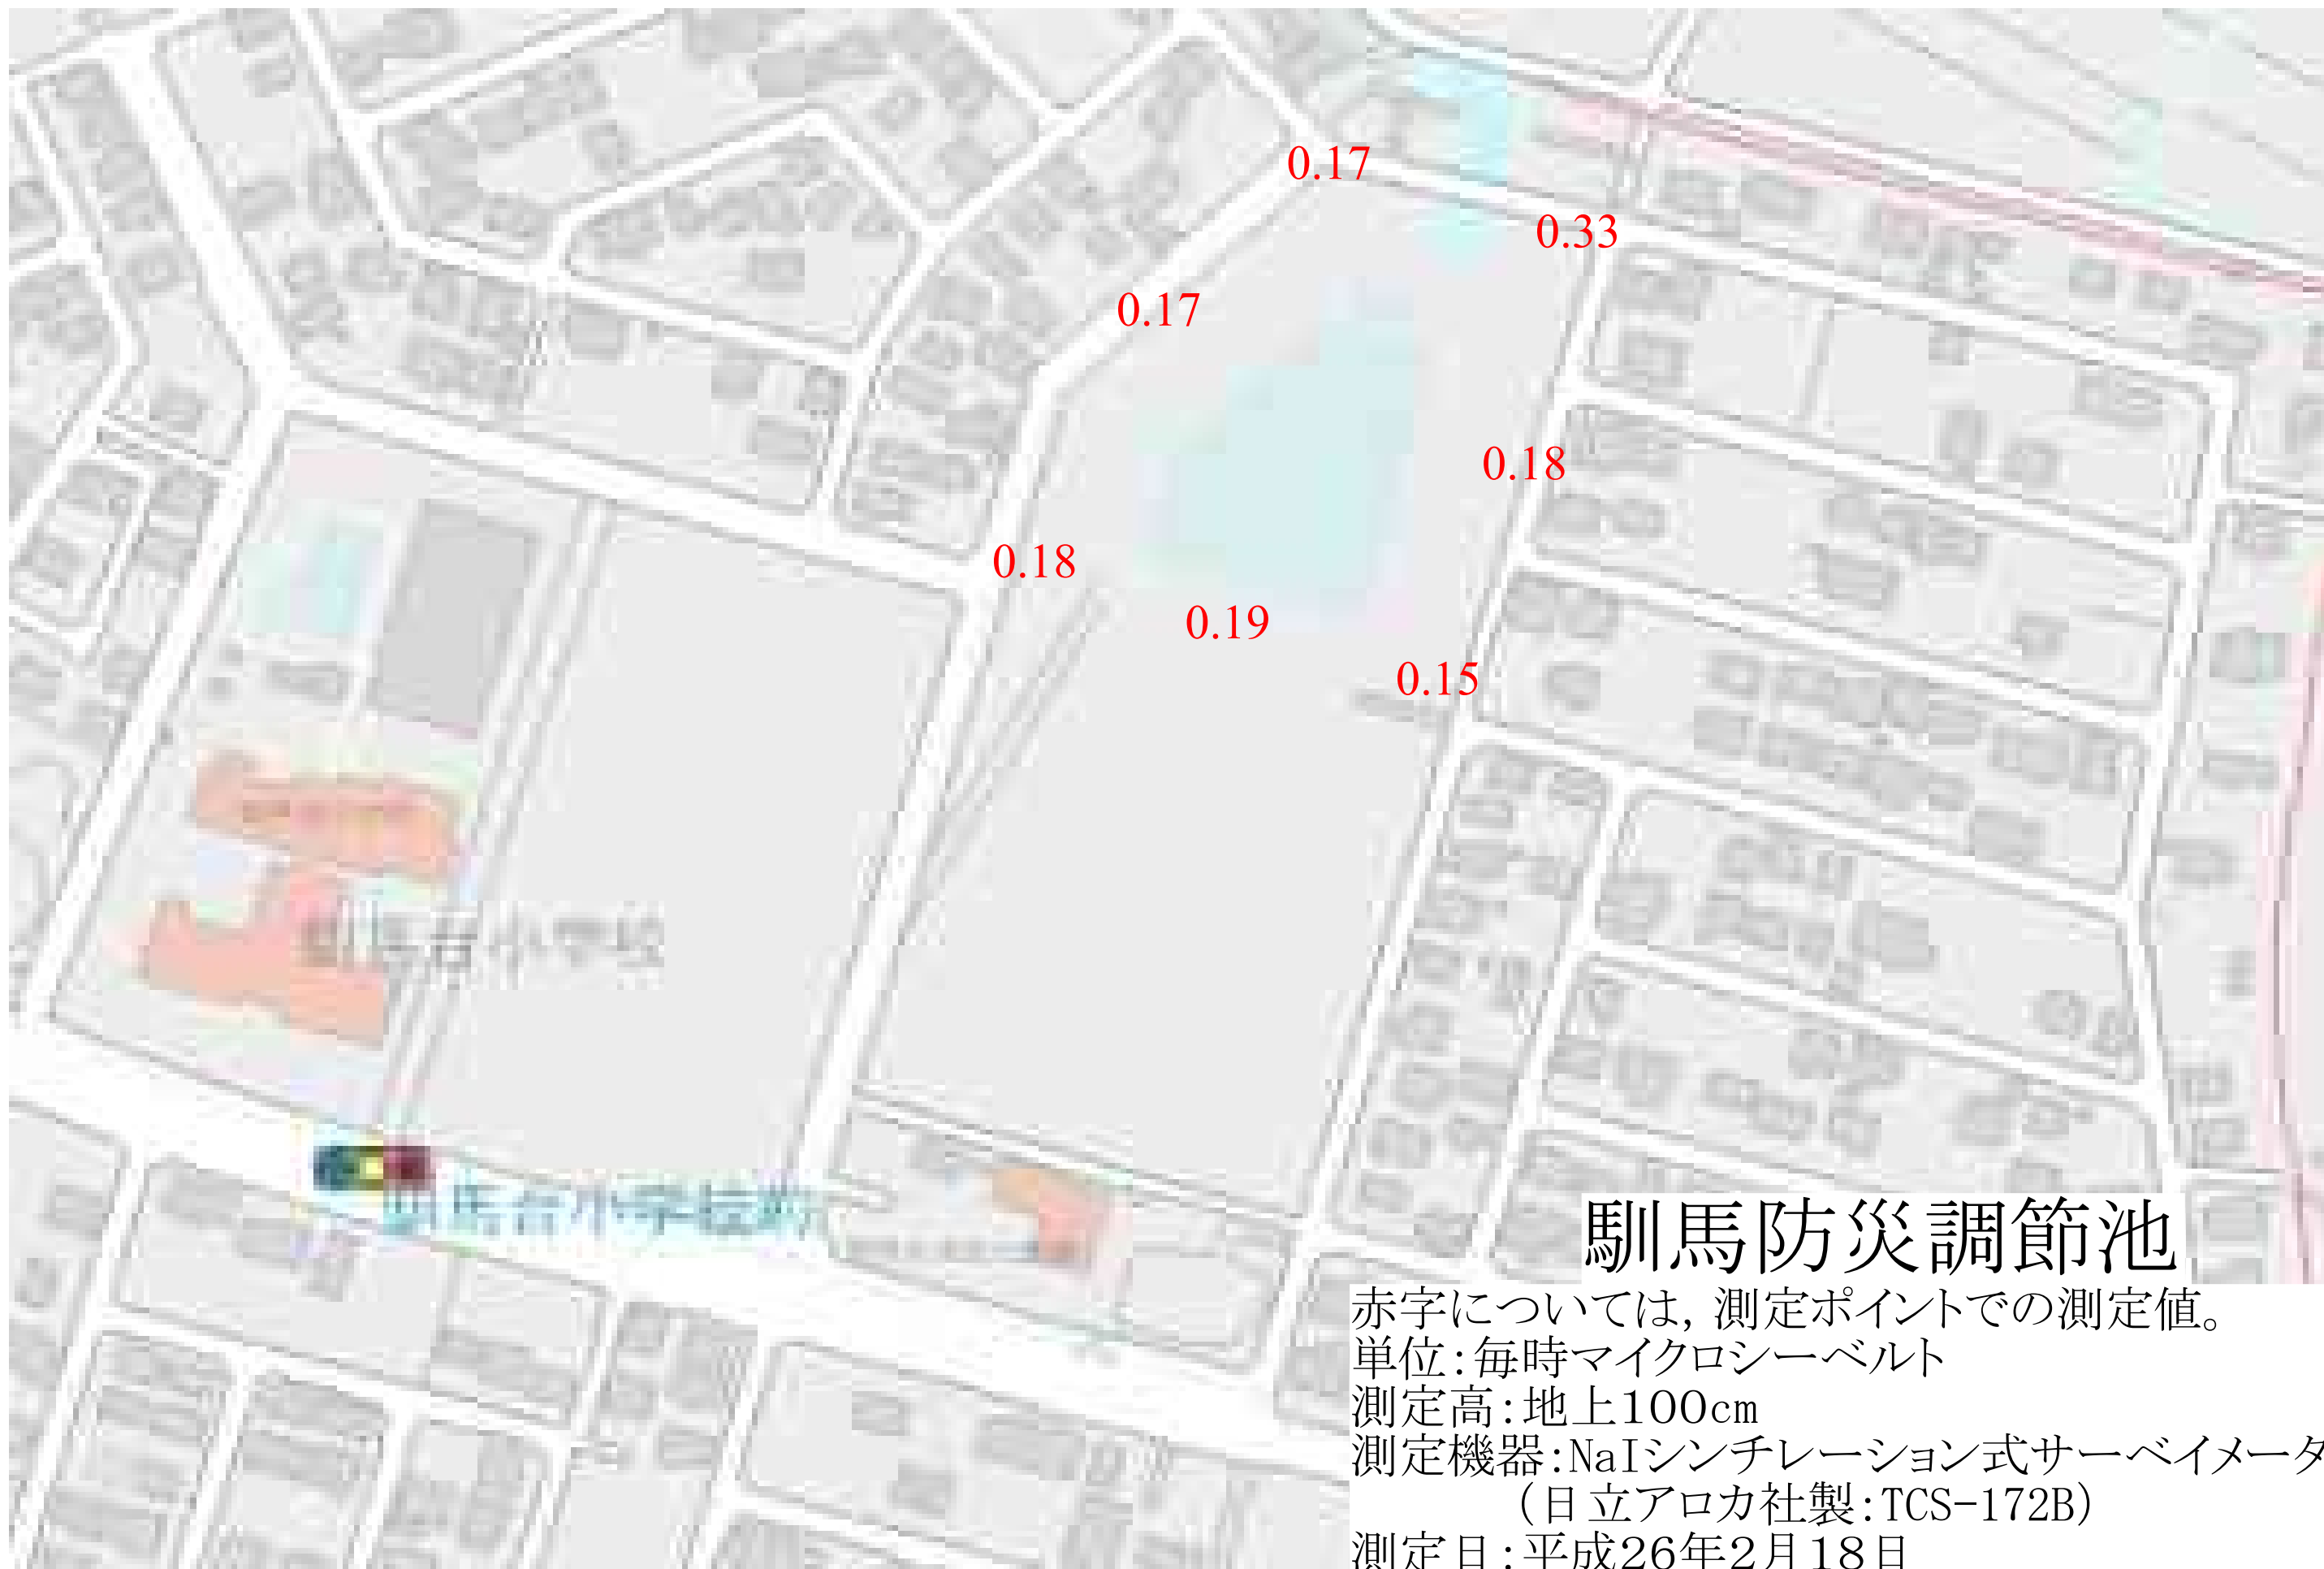 0.17
0.33
0.17
0.18
0.18
0.19
0.15
小学校
馴馬防災調節池
赤字については，測定ポイントでの測定値。
単位：毎時マイクロシーベルト
測定高：地上100cm
測定機器：NaIシンチレーション式サーベイメータ
（日立アロカ社製：TCS-172B）
測定日：平成26年2月18日